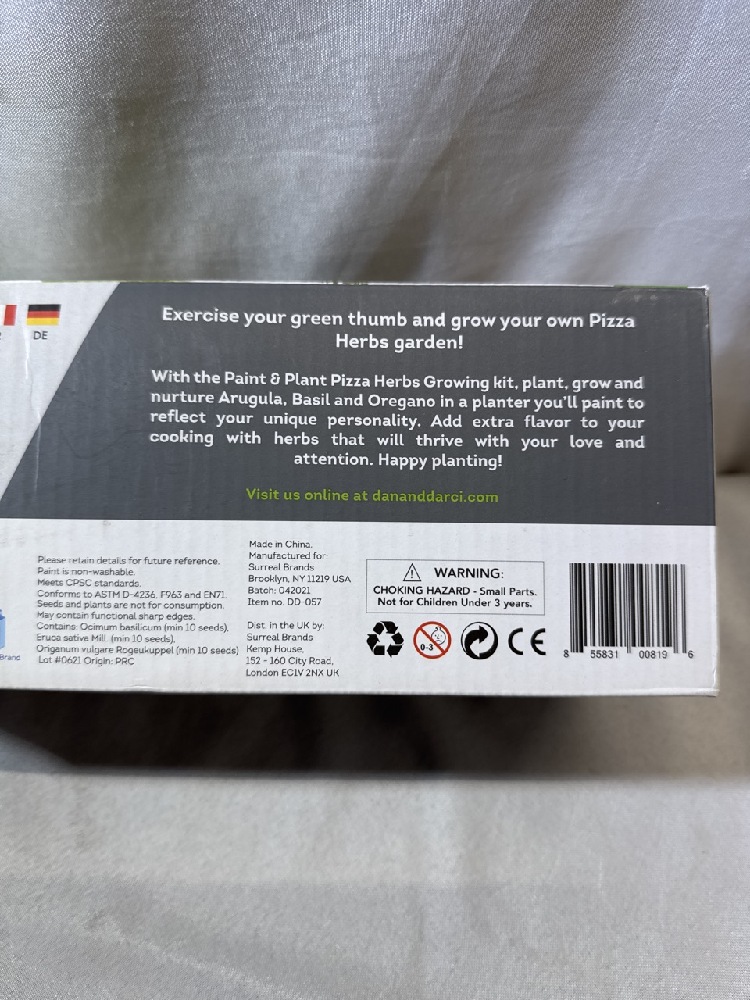 DE
Exercise your green thumb and grow your own Pizza
Herbs garden!
With the Paint & Plant Pizza Herbs Growing kit, plant, grow and
nurture Arugula, Basil and Oregano in a planter you'll paint to
reflect your unique personality. Add extra flavor to your
cooking with herbs that will thrive with your love and
attention. Happy planting!
Visit us online at dananddarci.com
Please retain details for future reference.
Paint is non-washable.
Meets CPSC standards.
Conforms to ASTM D-4236, F963 and EN71.
Seeds and plants are not for consumption.
May contain functional sharp edges.
Contains: Ocimum basilicum (min 10 seeds),
Eruca sative Mill (min 10 seeds),
Origanum vulgare Rogeukuppel (min 10 seeds)
Lot #0621 Origin: PRC
Brand
Made in China.
Manufactured for
Surreal Brands
Brooklyn, NY 11219 USA
Batch: 042021
Item no. DD-057
Dist. in the UK by:
Surreal Brands
Kemp House,
152 - 160 City Road,
London EC1V 2NX UK
WARNING:
CHOKING HAZARD - Small Parts.
Not for Children Under 3 years.
0-3
CE
8 55831 00819 6